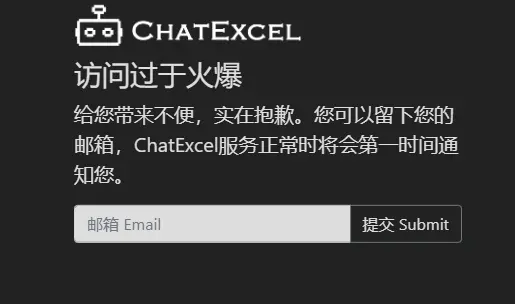 CHATEXCEL
访问过于火爆
给您带来不便，实在抱歉。您可以留下您的
邮箱，ChatExcel服务正常时将会第一时间通
知您。
邮箱 Email
提交 Submit